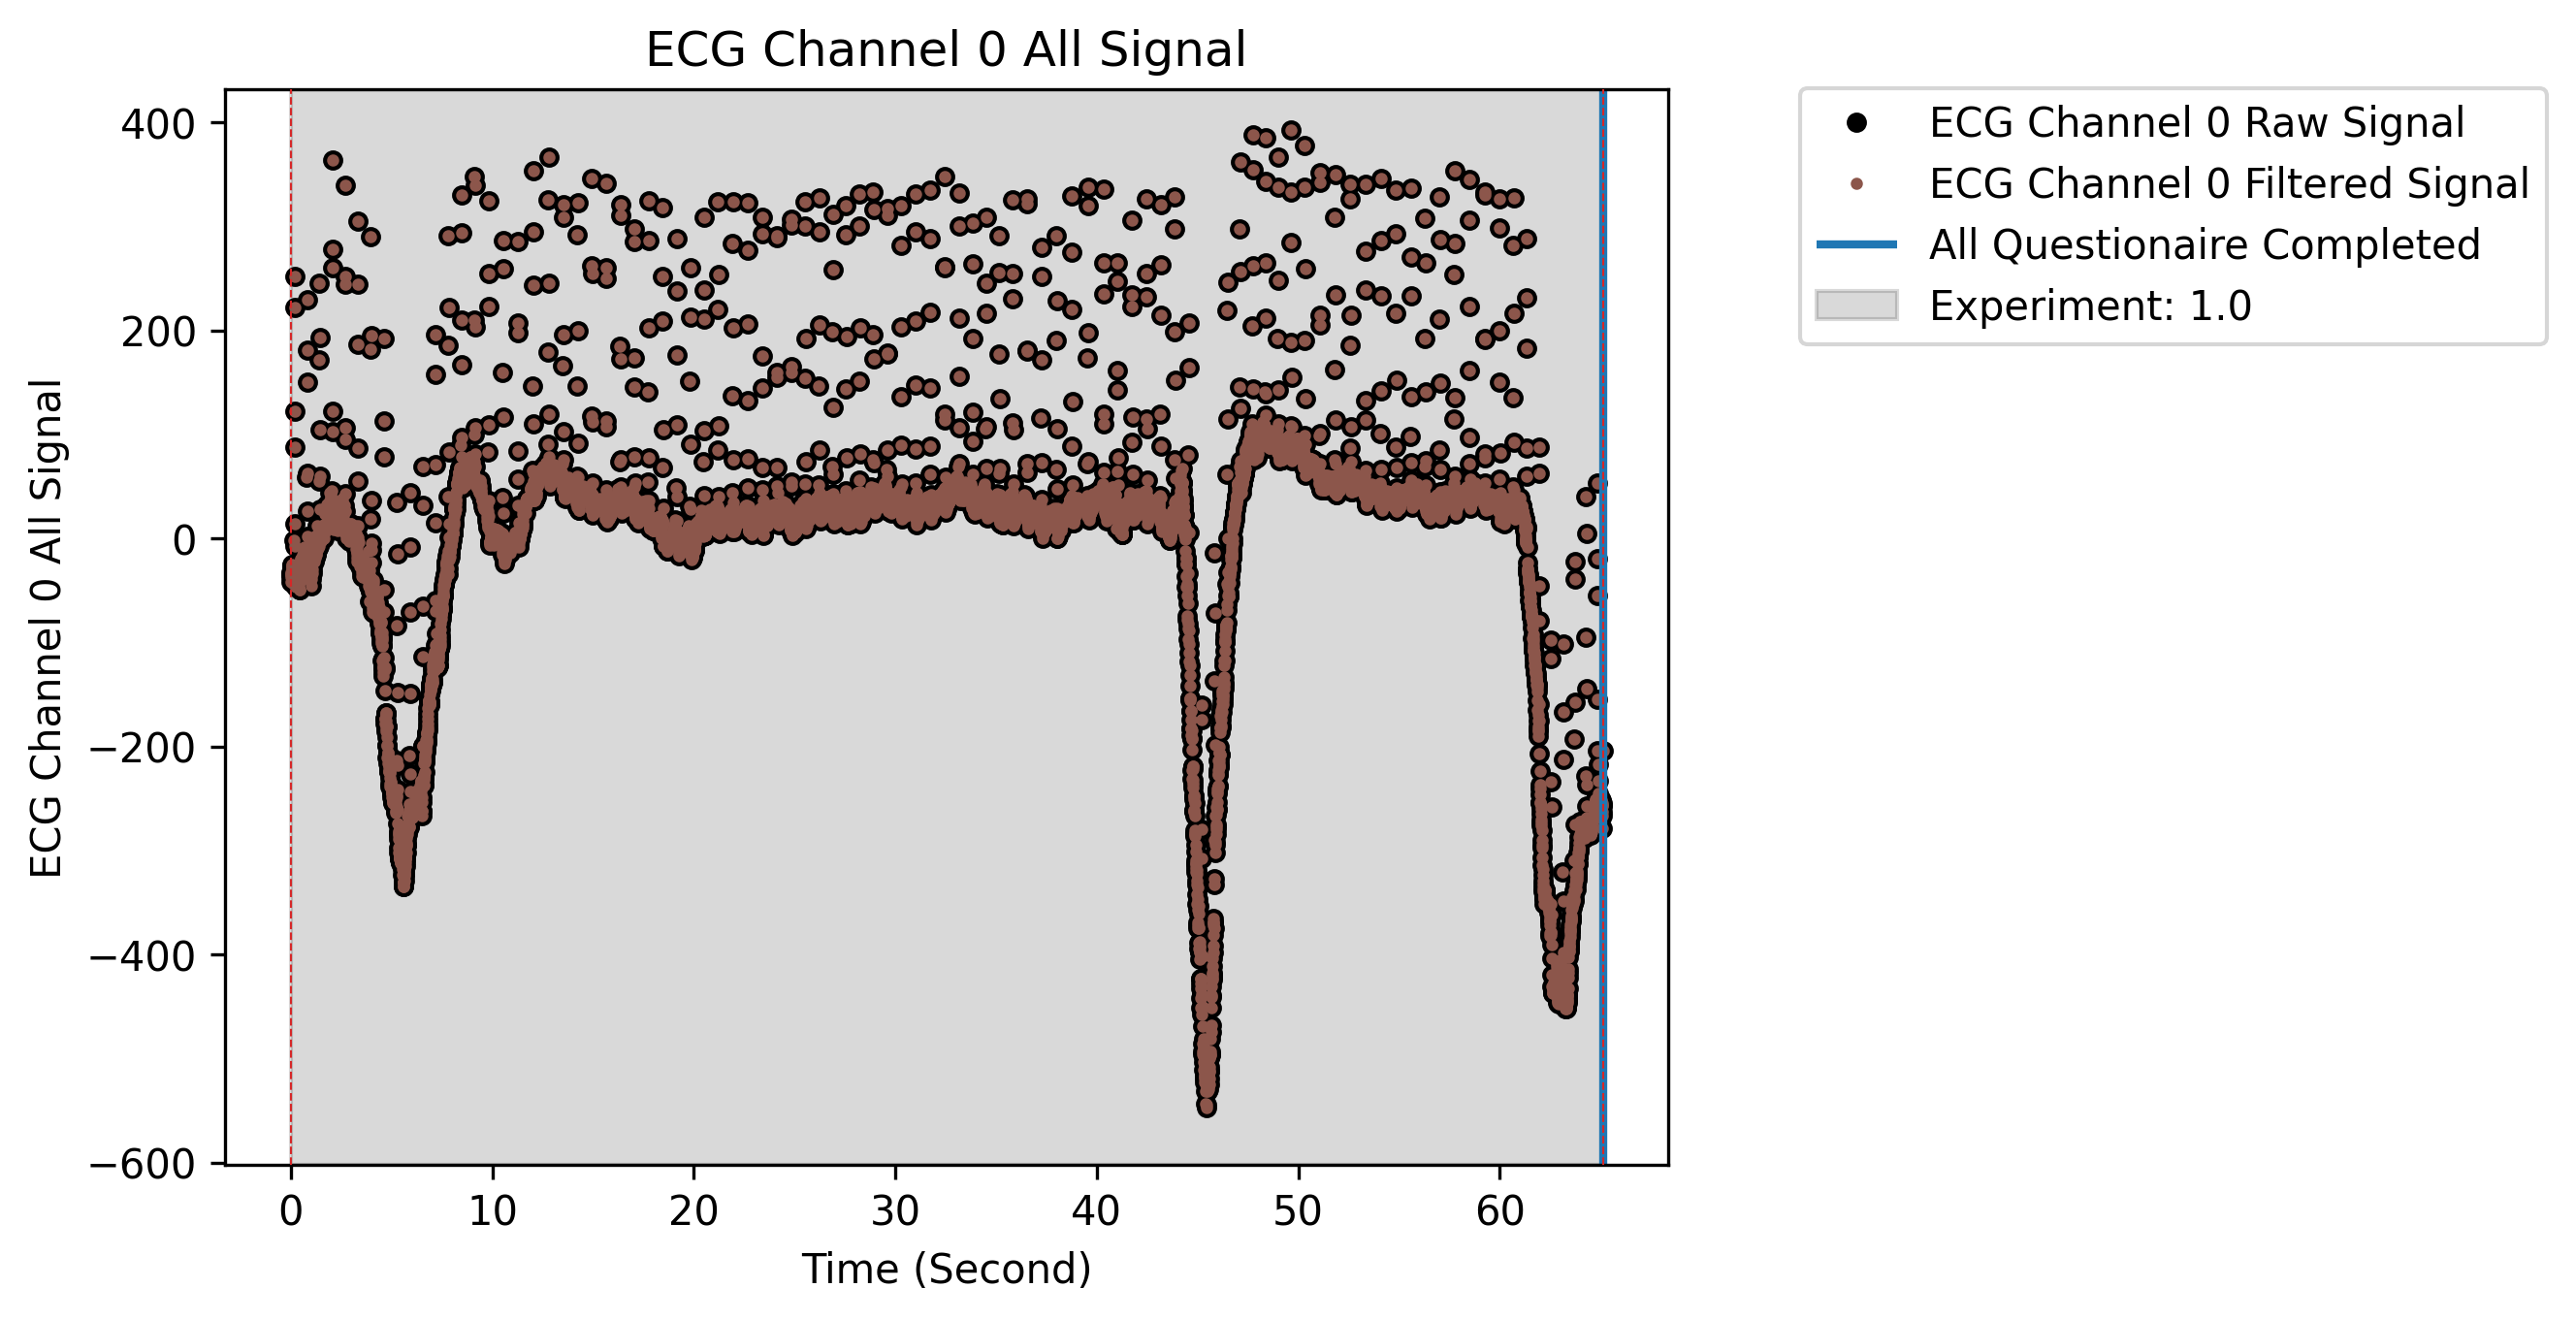 ECG Channel 0 All Signal
ECG Channel 0 Raw Signal
ECG Channel 0 Filtered Signal
All Questionaire Completed
Experiment: 1.0
ECG Channel 0 All Signal
400
200
0
−200
−400
−600
0 10 20 30 40 50 60
Time (Second)